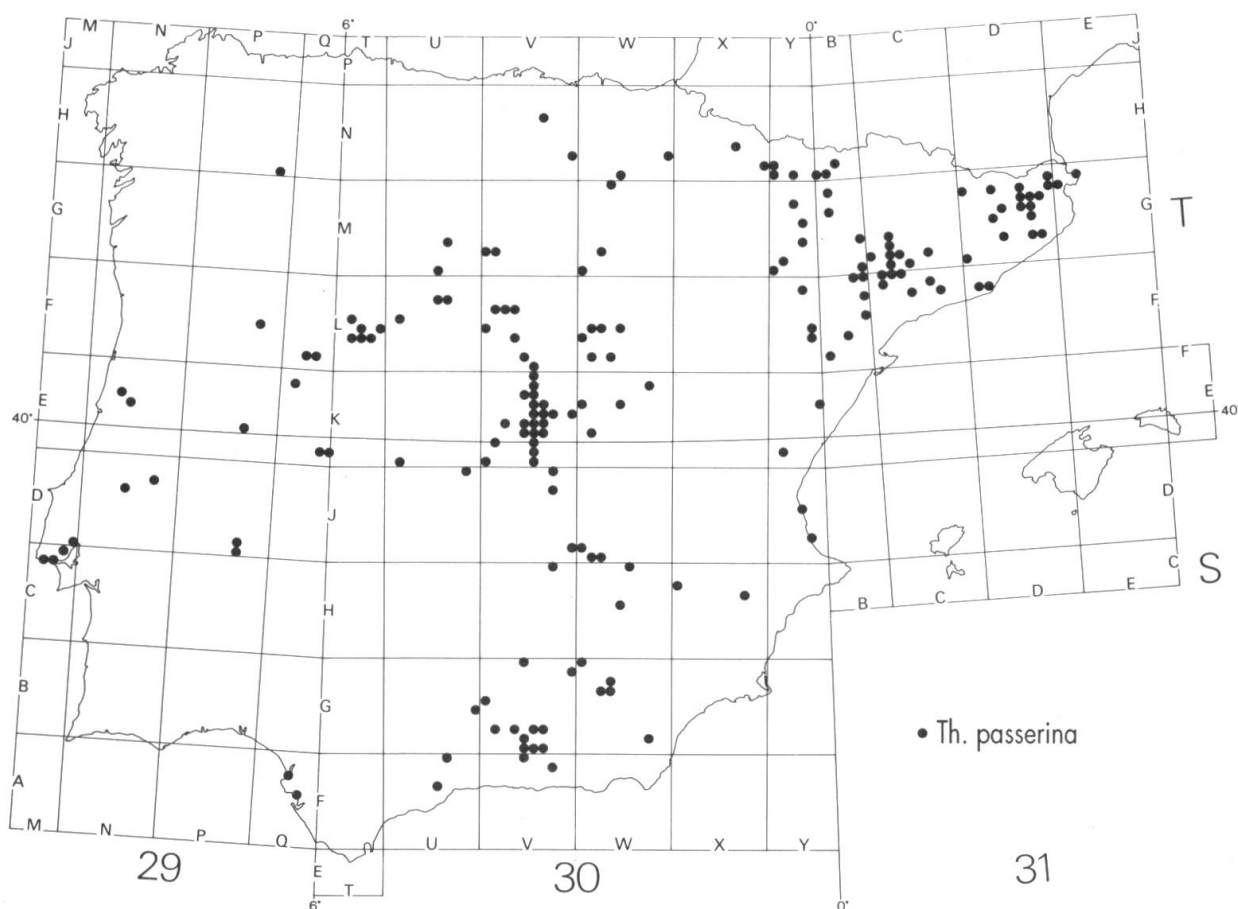 6° 0°
M N P Q T U V W X Y B C D E
J P J
H N H
G M G T
F L F
F
E K E
40° 40°
D J D
C H C S
B C D E
B G
• Th. passerina
A F
M N P Q U V W X Y
E
T
29 30 31
6° 0°